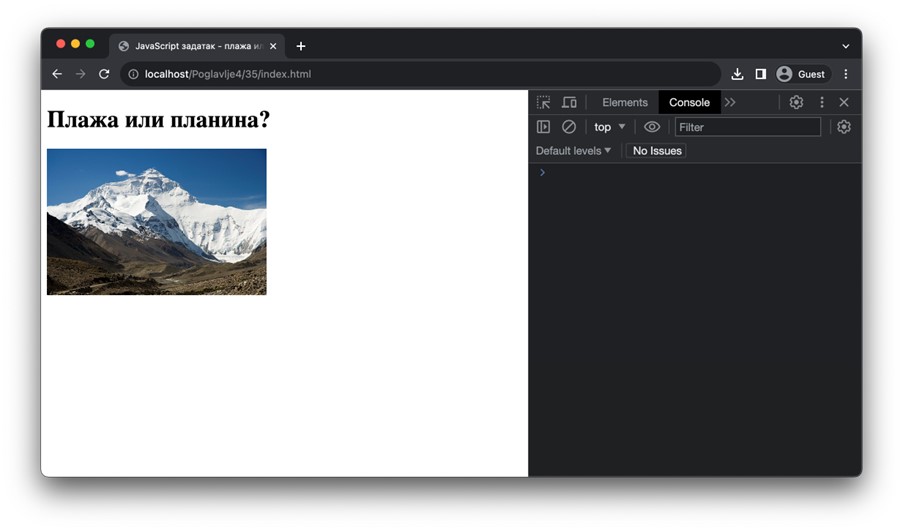 JavaScript задатак - плажа ил
localhost/Poglavlje4/35/index.html
Guest
Плажа или планина?
Elements
Console
top
Filter
Default levels
No Issues